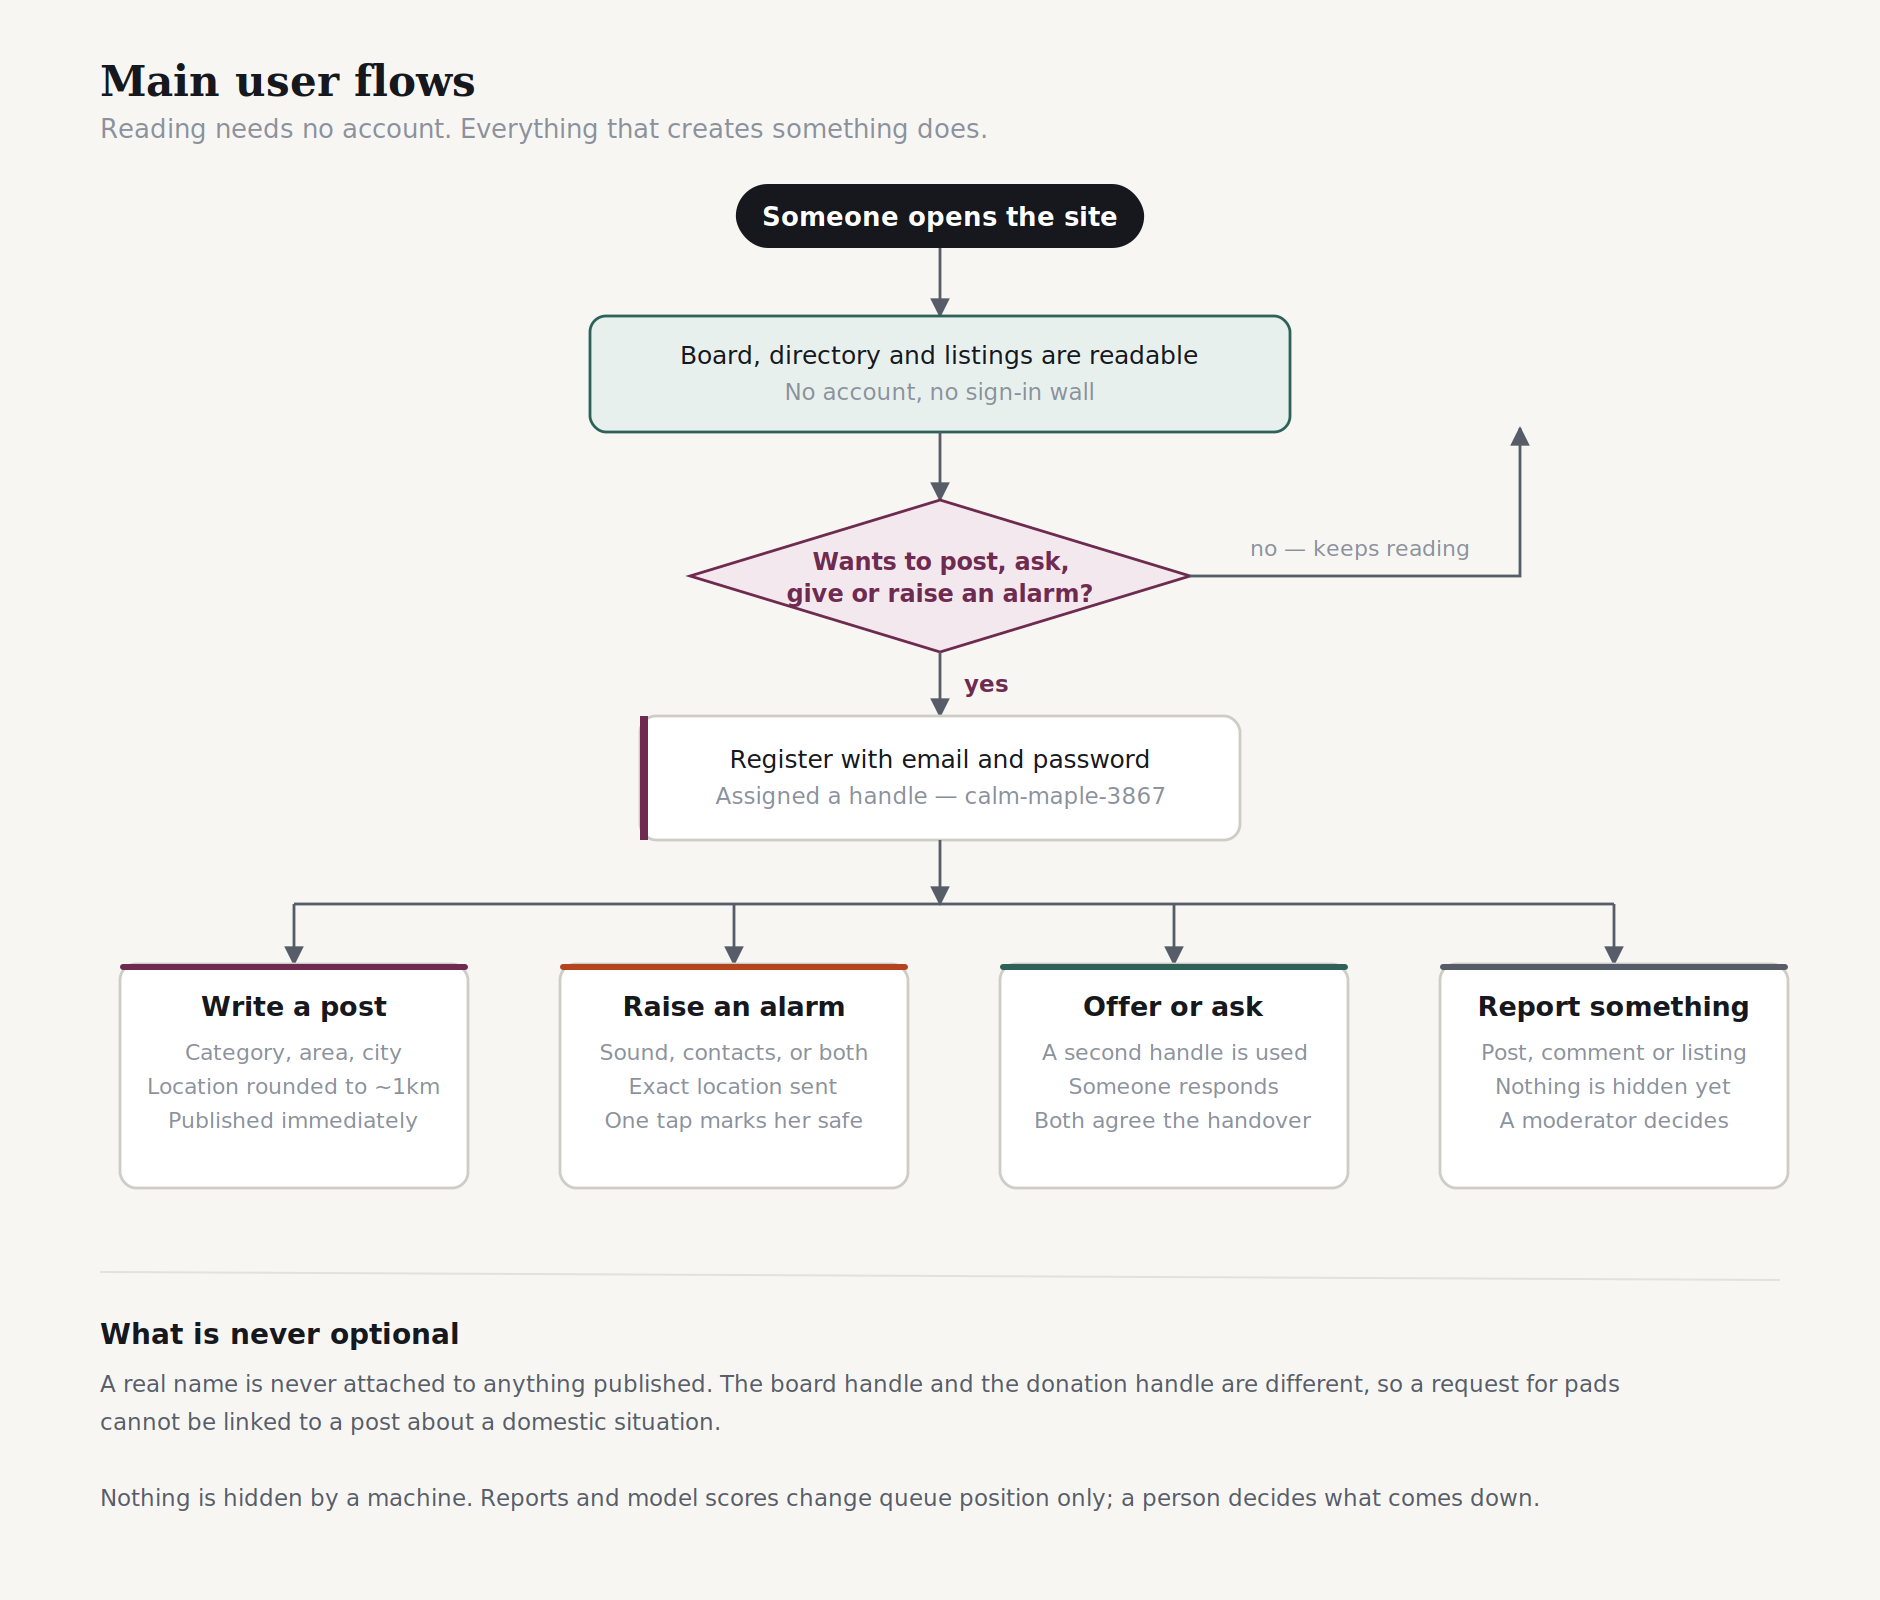 Main user flows
Reading needs no account. Everything that creates something does.
Someone opens the site
Board, directory and listings are readable
No account, no sign-in wall
Wants to post, ask,
give or raise an alarm?
no — keeps reading
yes
Register with email and password
Assigned a handle — calm-maple-3867
Write a post
Category, area, city
Location rounded to ~1km
Published immediately
Raise an alarm
Sound, contacts, or both
Exact location sent
One tap marks her safe
Offer or ask
A second handle is used
Someone responds
Both agree the handover
Report something
Post, comment or listing
Nothing is hidden yet
A moderator decides
What is never optional
A real name is never attached to anything published. The board handle and the donation handle are different, so a request for pads
cannot be linked to a post about a domestic situation.
Nothing is hidden by a machine. Reports and model scores change queue position only; a person decides what comes down.